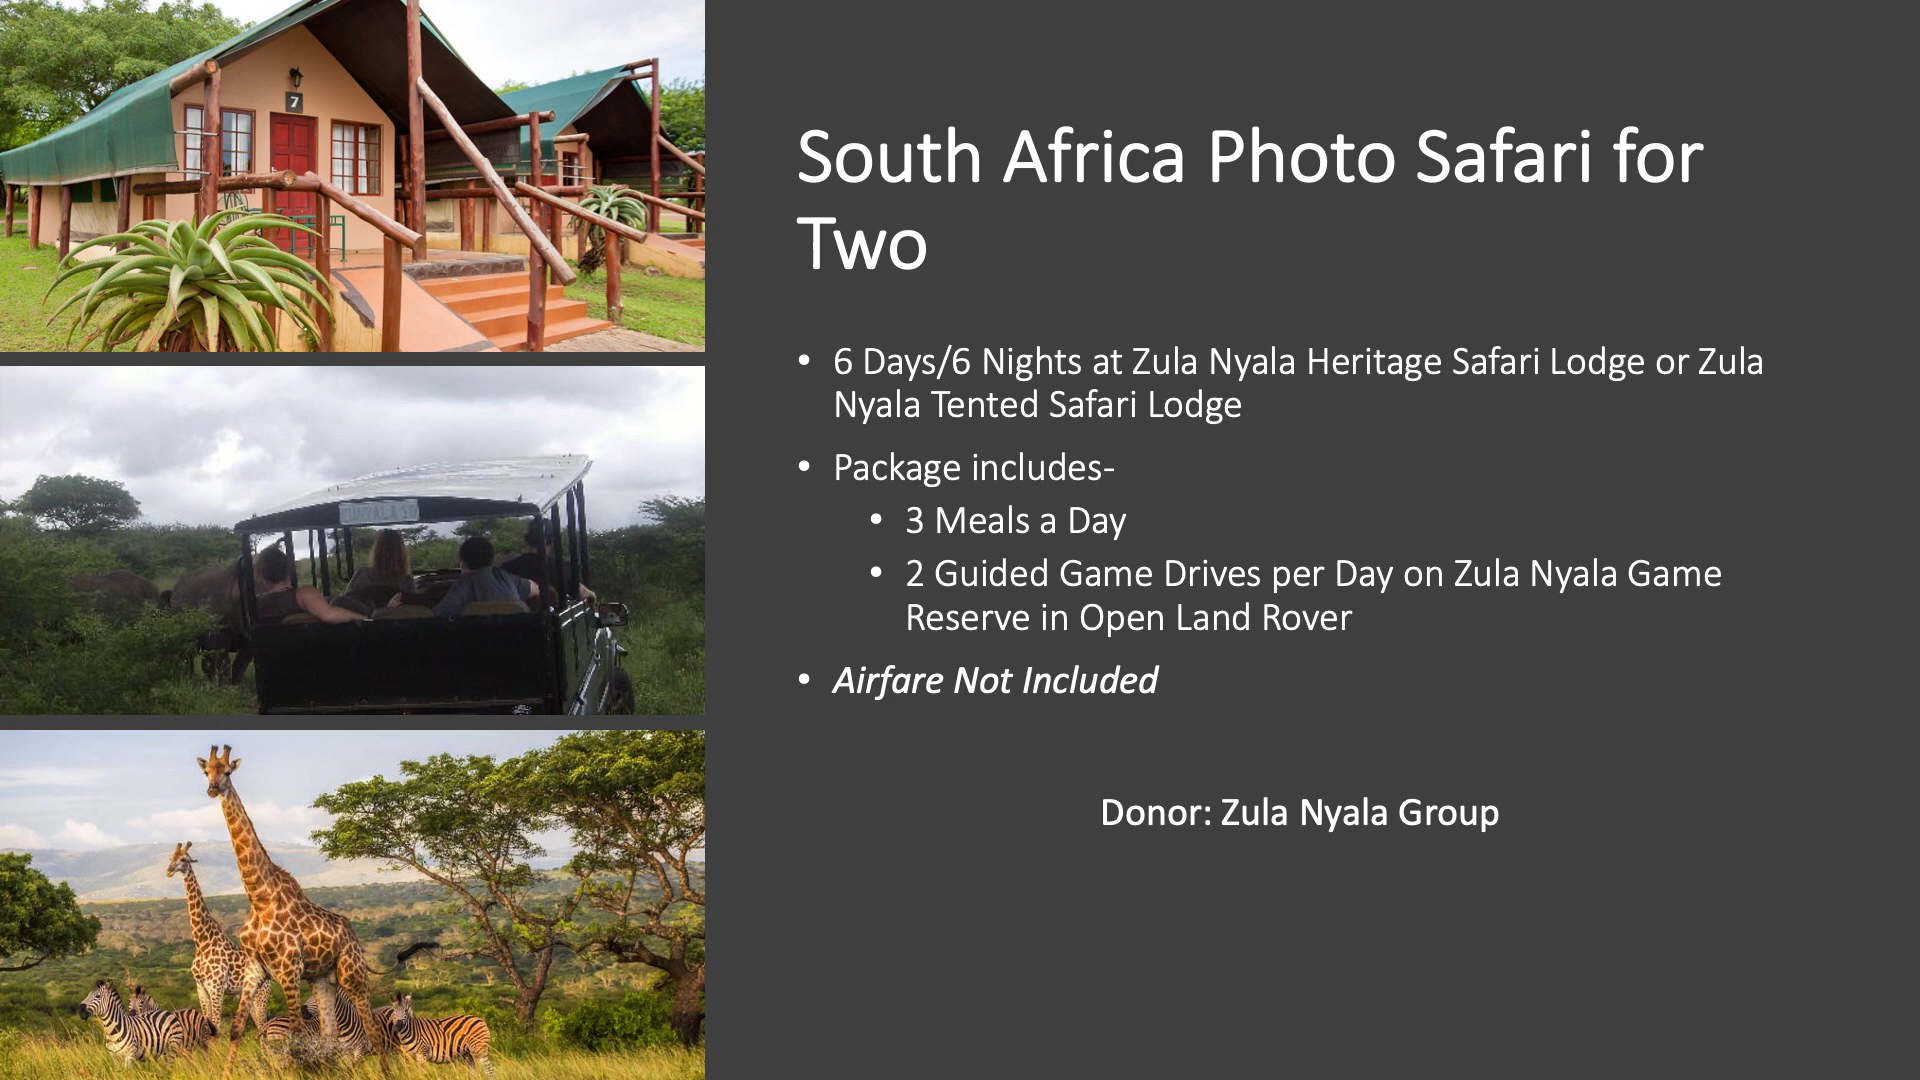 7
South Africa Photo Safari for
Two
• 6 Days/6 Nights at Zula Nyala Heritage Safari Lodge or Zula
Nyala Tented Safari Lodge
• Package includes-
• 3 Meals a Day
• 2 Guided Game Drives per Day on Zula Nyala Game
Reserve in Open Land Rover
• Airfare Not Included
Donor: Zula Nyala Group